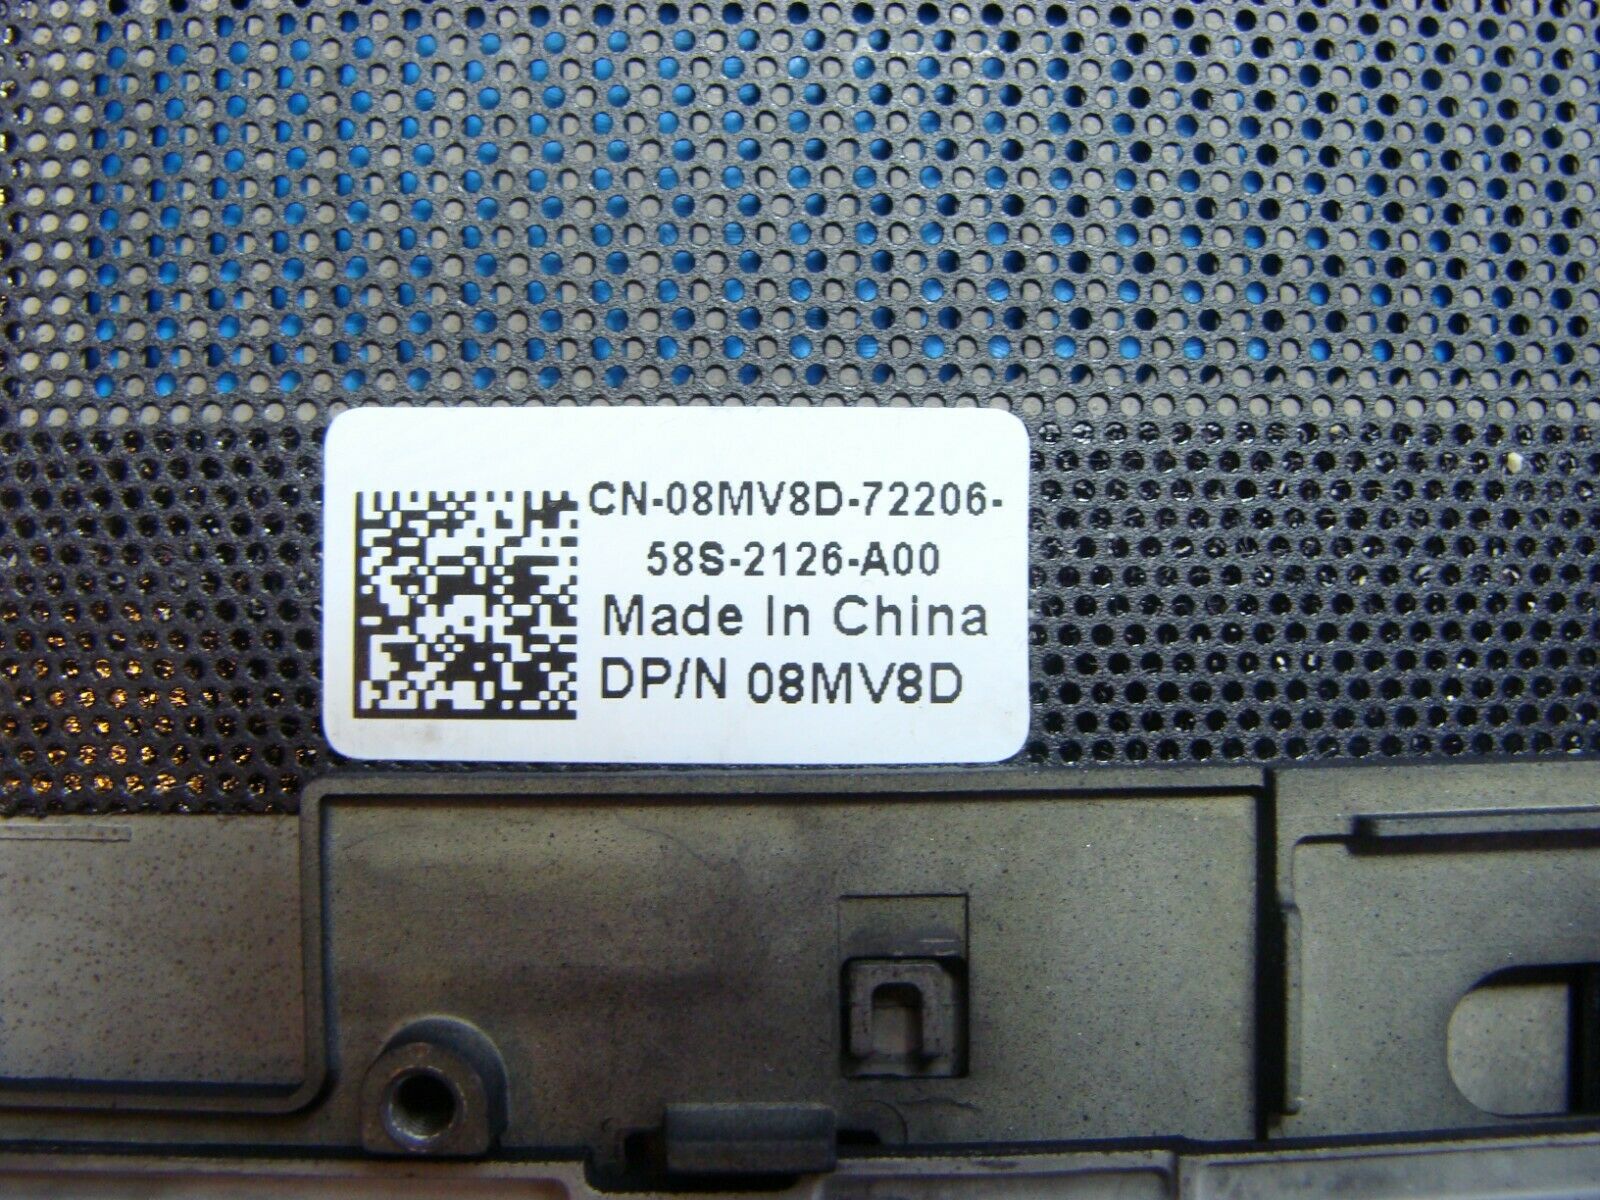 CN-08MV8D-72206-
58S-2126-A00
Made In China
DP/N 08MV8D